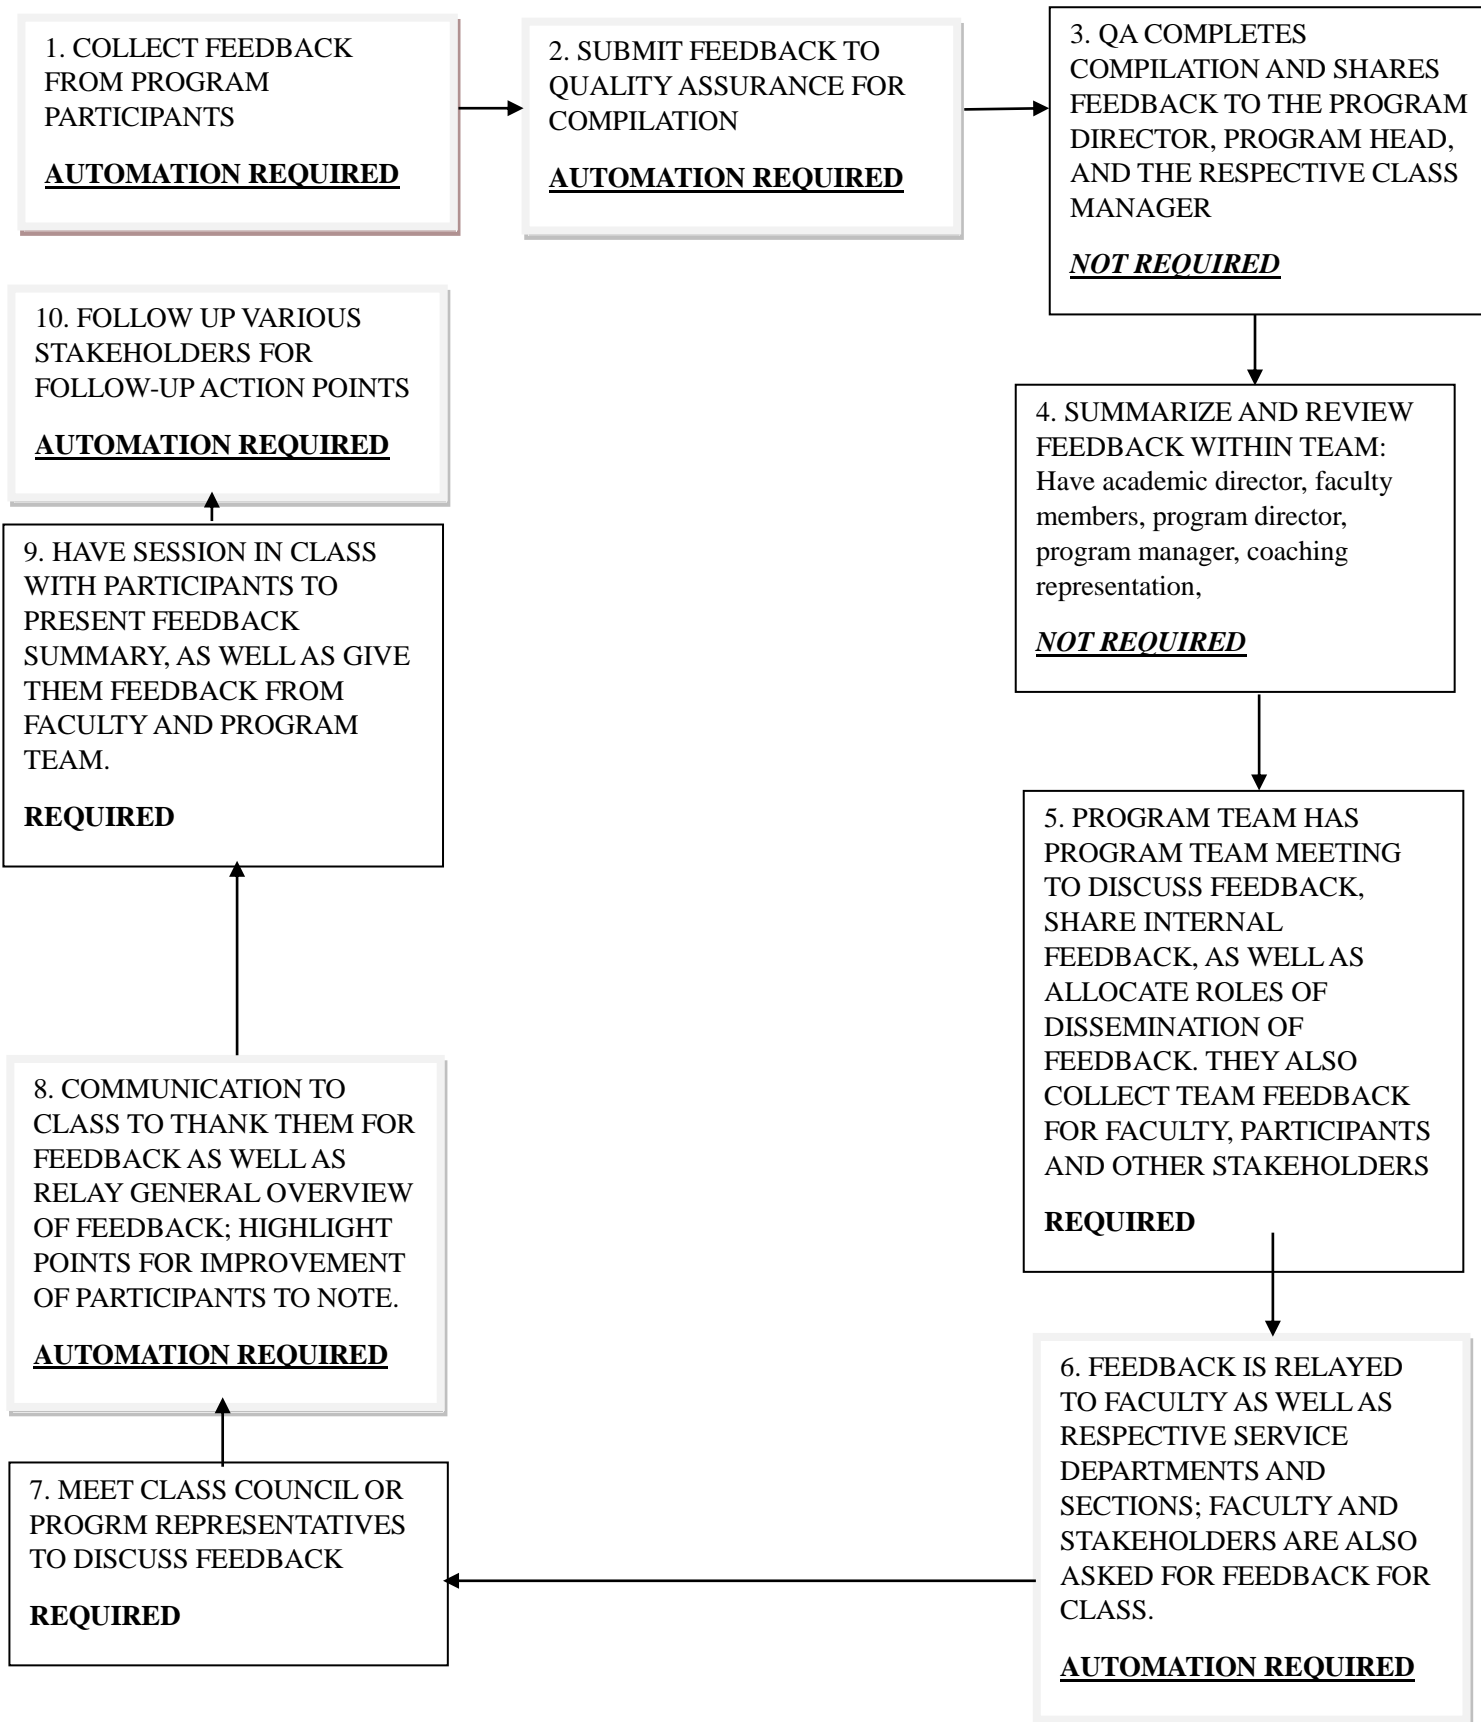 1. COLLECT FEEDBACK
FROM PROGRAM
PARTICIPANTS
AUTOMATION REQUIRED
2. SUBMIT FEEDBACK TO
QUALITY ASSURANCE FOR
COMPILATION
AUTOMATION REQUIRED
3. QA COMPLETES
COMPILATION AND SHARES
FEEDBACK TO THE PROGRAM
DIRECTOR, PROGRAM HEAD,
AND THE RESPECTIVE CLASS
MANAGER
NOT REQUIRED
4. SUMMARIZE AND REVIEW
FEEDBACK WITHIN TEAM:
Have academic director, faculty
members, program director,
program manager, coaching
representation,
NOT REQUIRED
5. PROGRAM TEAM HAS
PROGRAM TEAM MEETING
TO DISCUSS FEEDBACK,
SHARE INTERNAL
FEEDBACK, AS WELL AS
ALLOCATE ROLES OF
DISSEMINATION OF
FEEDBACK. THEY ALSO
COLLECT TEAM FEEDBACK
FOR FACULTY, PARTICIPANTS
AND OTHER STAKEHOLDERS
REQUIRED
6. FEEDBACK IS RELAYED
TO FACULTY AS WELL AS
RESPECTIVE SERVICE
DEPARTMENTS AND
SECTIONS; FACULTY AND
STAKEHOLDERS ARE ALSO
ASKED FOR FEEDBACK FOR
CLASS.
AUTOMATION REQUIRED
7. MEET CLASS COUNCIL OR
PROGRM REPRESENTATIVES
TO DISCUSS FEEDBACK
REQUIRED
8. COMMUNICATION TO
CLASS TO THANK THEM FOR
FEEDBACK AS WELL AS
RELAY GENERAL OVERVIEW
OF FEEDBACK; HIGHLIGHT
POINTS FOR IMPROVEMENT
OF PARTICIPANTS TO NOTE.
AUTOMATION REQUIRED
9. HAVE SESSION IN CLASS
WITH PARTICIPANTS TO
PRESENT FEEDBACK
SUMMARY, AS WELL AS GIVE
THEM FEEDBACK FROM
FACULTY AND PROGRAM
TEAM.
REQUIRED
10. FOLLOW UP VARIOUS
STAKEHOLDERS FOR
FOLLOW-UP ACTION POINTS
AUTOMATION REQUIRED